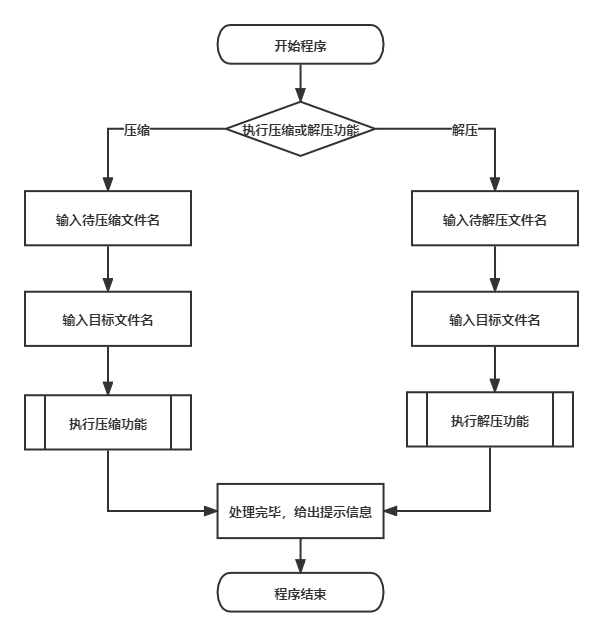 开始程序
执行压缩或解压功能
压缩
解压
输入待压缩文件名
输入待解压文件名
输入目标文件名
输入目标文件名
执行压缩功能
执行解压功能
处理完毕，给出提示信息
程序结束